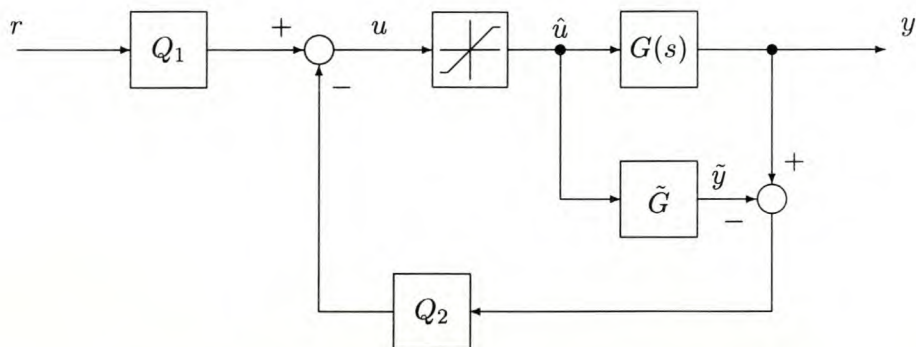 r
Q₁
+
−
u
û
G(s)
y
G̃
ỹ
+
−
Q₂